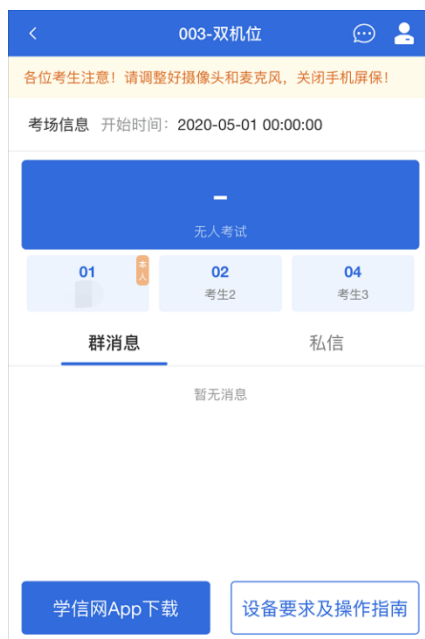 003-双机位
各位考生注意！请调整好摄像头和麦克风，关闭手机屏保！
考场信息 开始时间：2020-05-01 00:00:00
–
无人考试
01 本人
02
考生2
04
考生3
群消息 私信
暂无消息
学信网App下载 设备要求及操作指南